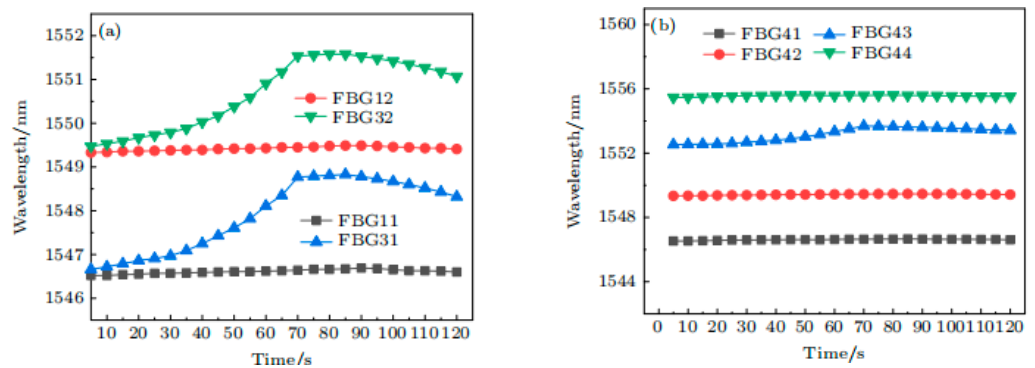 (a)
1552
1551
1550
1549
1548
1547
1546
Wavelength/nm
FBG12
FBG32
FBG11
FBG31
10 20 30 40 50 60 70 80 90 100 110 120
Time/s
(b)
1560
1556
1552
1548
1544
Wavelength/nm
FBG41 FBG43
FBG42 FBG44
0 10 20 30 40 50 60 70 80 90 100 110 120
Time/s